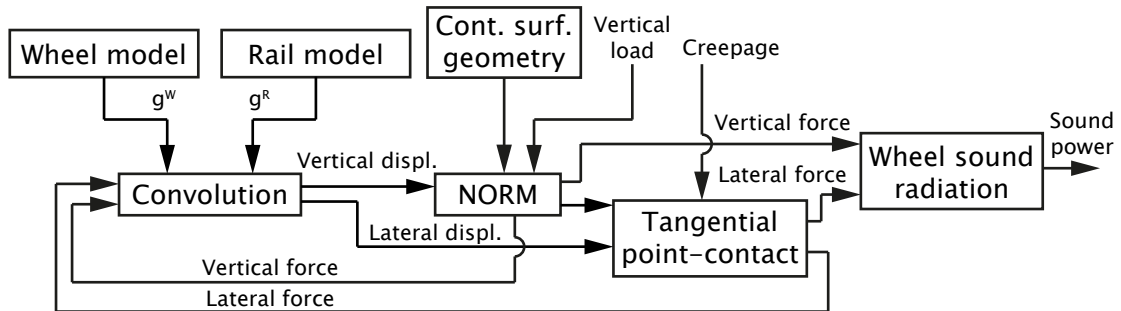 Wheel model
Rail model
Cont. surf.
geometry
Vertical
load
Creepage
g^W
g^R
Vertical displ.
Vertical force
Sound
power
Convolution
NORM
Lateral force
Wheel sound
radiation
Lateral displ.
Tangential
point-contact
Vertical force
Lateral force